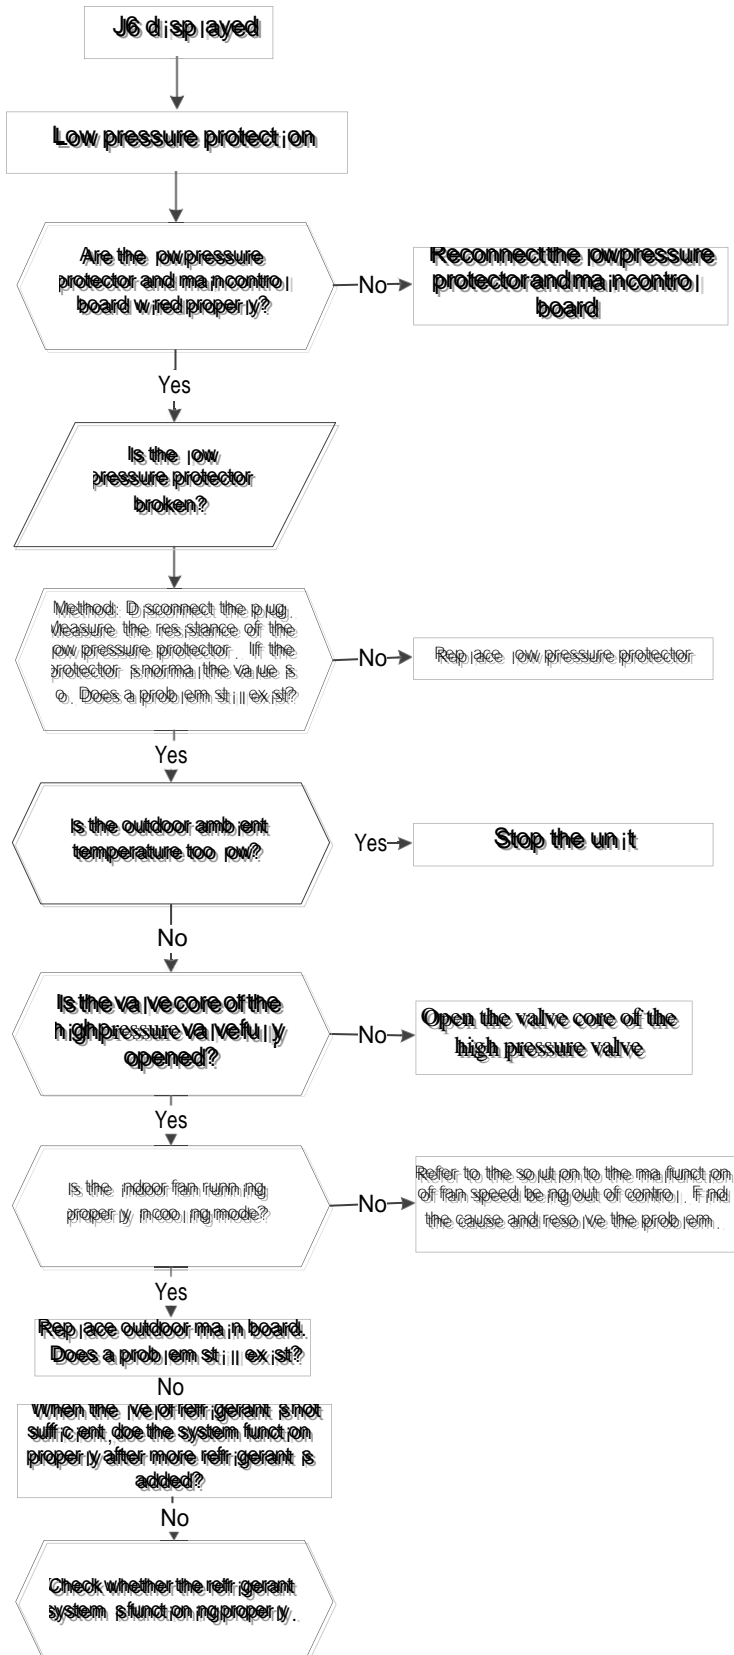 J6 displayed
Low pressure protection
Are the low pressure
protector and main control
board wired properly?
No
Reconnect the low pressure
protector and main control
board
Yes
Is the low
pressure protector
broken?
Method: Disconnect the plug.
Measure the resistance of the
low pressure protector. If the
protector is normal the value is
o. Does a problem still exist?
No
Replace low pressure protector
Yes
Is the outdoor ambient
temperature too low?
Yes
Stop the unit
No
Is the valve core of the
high pressure valve fully
opened?
No
Open the valve core of the
high pressure valve
Yes
Is the indoor fan running
properly in cooling mode?
No
Refer to the solution to the malfunction
of fan speed being out of control. Find
the cause and resolve the problem.
Yes
Replace outdoor main board.
Does a problem still exist?
No
When the lve of refrigerant is not
sufficient, doe the system function
properly after more refrigerant is
added?
No
Check whether the refrigerant
system is functioning properly.